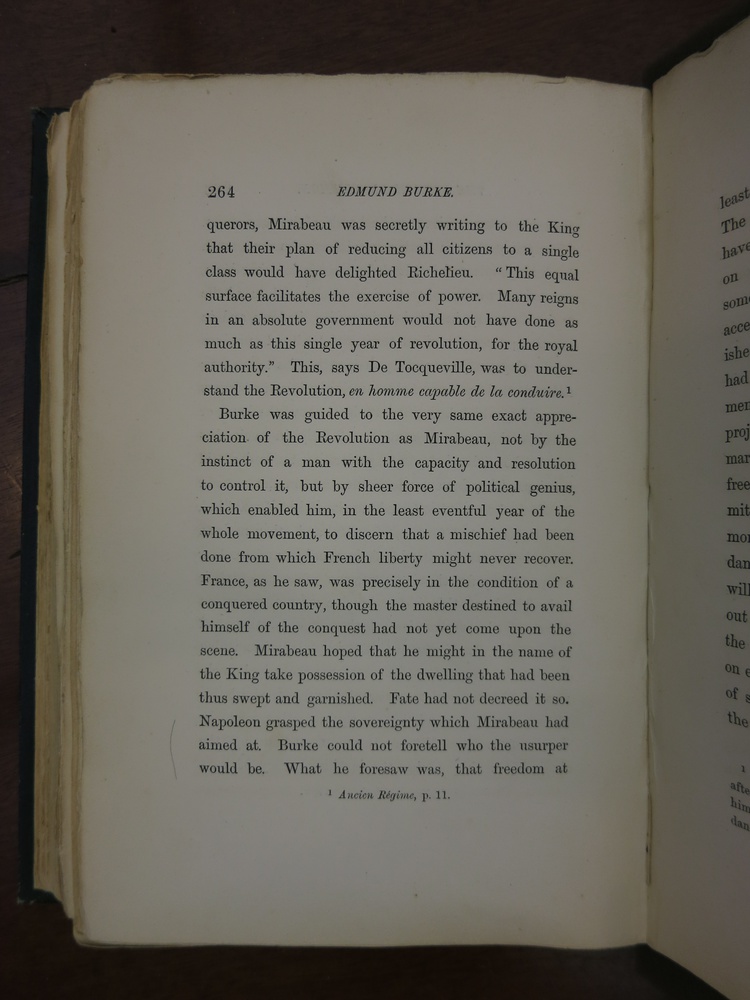 264 EDMUND BURKE.
querors, Mirabeau was secretly writing to the King
that their plan of reducing all citizens to a single
class would have delighted Richelieu. “This equal
surface facilitates the exercise of power. Many reigns
in an absolute government would not have done as
much as this single year of revolution, for the royal
authority.” This, says De Tocqueville, was to under-
stand the Revolution, en homme capable de la conduire.¹
Burke was guided to the very same exact appre-
ciation of the Revolution as Mirabeau, not by the
instinct of a man with the capacity and resolution
to control it, but by sheer force of political genius,
which enabled him, in the least eventful year of the
whole movement, to discern that a mischief had been
done from which French liberty might never recover.
France, as he saw, was precisely in the condition of a
conquered country, though the master destined to avail
himself of the conquest had not yet come upon the
scene. Mirabeau hoped that he might in the name of
the King take possession of the dwelling that had been
thus swept and garnished. Fate had not decreed it so.
Napoleon grasped the sovereignty which Mirabeau had
aimed at. Burke could not foretell who the usurper
would be. What he foresaw was, that freedom at
¹ Ancien Régime, p. 11.
least
The
have
on
some
acce
ishe
had
men
proj
mar
free
mit
mor
dan
will
out
the
on e
of s
the
1
afte
him
dan